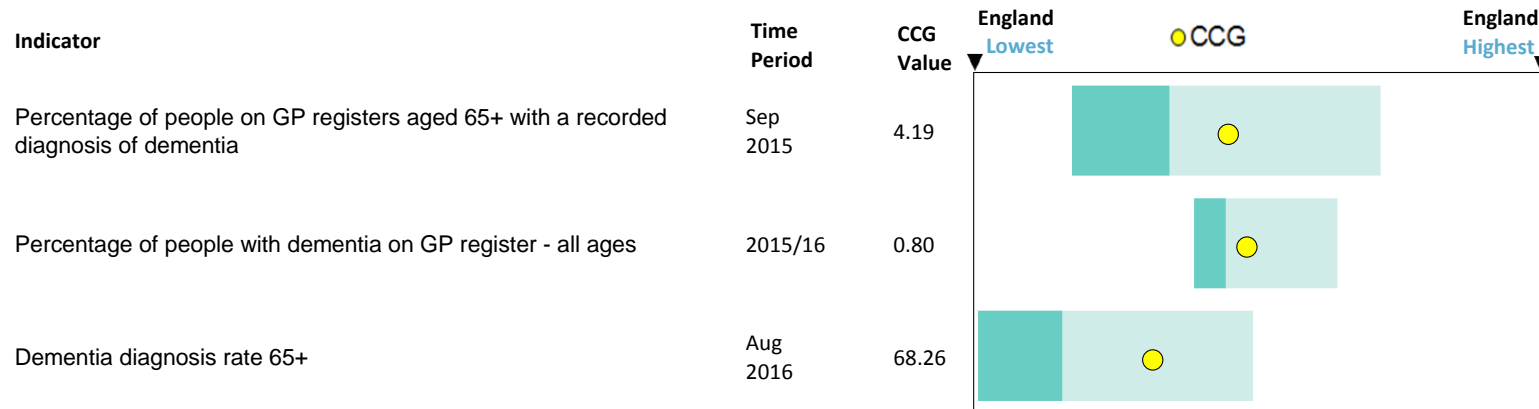 Indicator
Time
Period
CCG
Value
England
Lowest
CCG
England
Highest
Percentage of people on GP registers aged 65+ with a recorded
diagnosis of dementia
Sep
2015
4.19
Percentage of people with dementia on GP register - all ages
2015/16
0.80
Dementia diagnosis rate 65+
Aug
2016
68.26